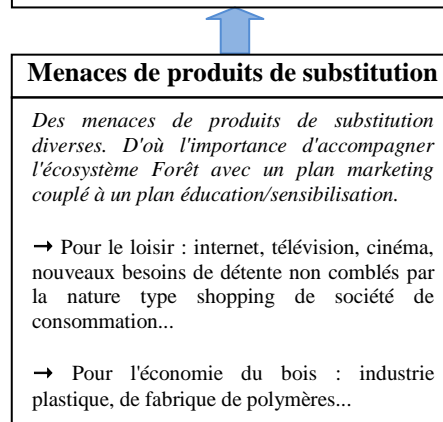 Menaces de produits de substitution
Des menaces de produits de substitution
diverses. D'où l'importance d'accompagner
l'écosystème Forêt avec un plan marketing
couplé à un plan éducation/sensibilisation.
→ Pour le loisir : internet, télévision, cinéma,
nouveaux besoins de détente non comblés par
la nature type shopping de société de
consommation...
→ Pour l'économie du bois : industrie
plastique, de fabrique de polymères...